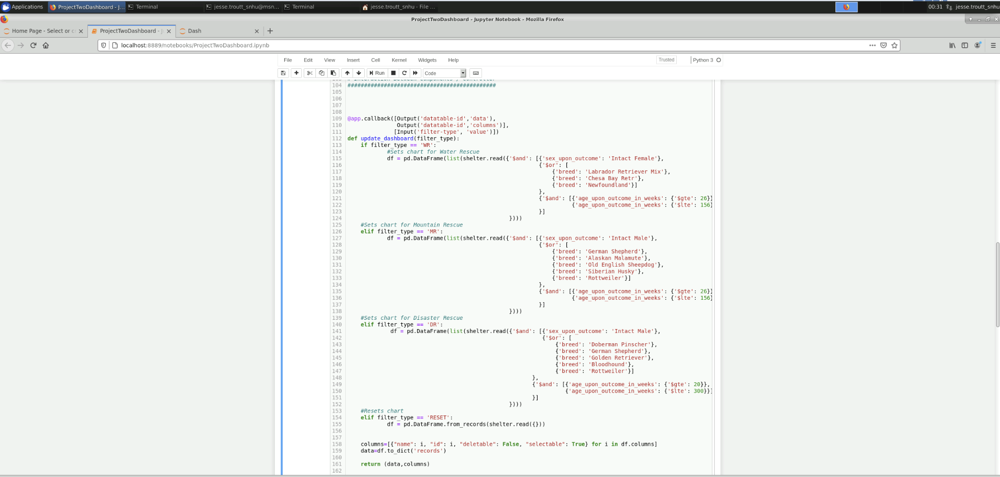 Applications
ProjectTwoDashboard - J...
Terminal
jesse.troutt_snhu@msn...
Terminal
jesse.troutt_snhu - File ...
00:31
jesse.troutt_snhu
ProjectTwoDashboard - Jupyter Notebook - Mozilla Firefox
Home Page - Select or c
ProjectTwoDashboard - J
Dash
localhost:8889/notebooks/ProjectTwoDashboard.ipynb
File Edit View Insert Cell Kernel Widgets Help
Trusted
Python 3
Run
Code
103 # Interaction Between Components / Controller
104 #############################################
105
106
107
108
109 @app.callback([Output('datatable-id','data'),
110 Output('datatable-id','columns')],
111 [Input('filter-type', 'value')])
112 def update_dashboard(filter_type):
113 if filter_type == 'WR':
114 #Sets chart for Water Rescue
115 df = pd.DataFrame(list(shelter.read({'$and': [{'sex_upon_outcome': 'Intact Female'},
116 {'$or': [
117 {'breed': 'Labrador Retriever Mix'},
118 {'breed': 'Chesa Bay Retr'},
119 {'breed': 'Newfoundland'}]
120 },
121 {'$and': [{'age_upon_outcome_in_weeks': {'$gte': 26}}
122 {'age_upon_outcome_in_weeks': {'$lte': 156}
123 }]
124 })))
125 #Sets chart for Mountain Rescue
126 elif filter_type == 'MR':
127 df = pd.DataFrame(list(shelter.read({'$and': [{'sex_upon_outcome': 'Intact Male'},
128 {'$or': [
129 {'breed': 'German Shepherd'},
130 {'breed': 'Alaskan Malamute'},
131 {'breed': 'Old English Sheepdog'},
132 {'breed': 'Siberian Husky'},
133 {'breed': 'Rottweiler'}]
134 },
135 {'$and': [{'age_upon_outcome_in_weeks': {'$gte': 26}}
136 {'age_upon_outcome_in_weeks': {'$lte': 156}
137 }]
138 })))
139 #Sets chart for Disaster Rescue
140 elif filter_type == 'DR':
141 df = pd.DataFrame(list(shelter.read({'$and': [{'sex_upon_outcome': 'Intact Male'},
142 {'$or': [
143 {'breed': 'Doberman Pinscher'},
144 {'breed': 'German Shepherd'},
145 {'breed': 'Golden Retriever'},
146 {'breed': 'Bloodhound'},
147 {'breed': 'Rottweiler'}]
148 },
149 {'$and': [{'age_upon_outcome_in_weeks': {'$gte': 20}},
150 {'age_upon_outcome_in_weeks': {'$lte': 300}}]
151 }]
152 })))
153 #Resets chart
154 elif filter_type == 'RESET':
155 df = pd.DataFrame.from_records(shelter.read({}))
156
157
158 columns=[{"name": i, "id": i, "deletable": False, "selectable": True} for i in df.columns]
159 data=df.to_dict('records')
160
161 return (data,columns)
162